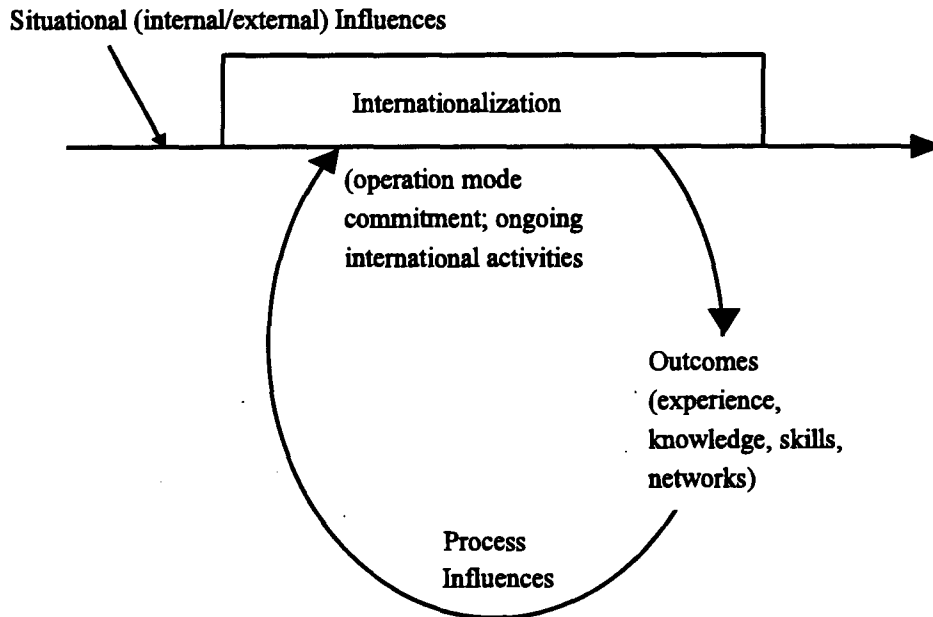 Situational (internal/external) Influences
Internationalization
(operation mode
commitment; ongoing
international activities
Outcomes
(experience,
knowledge, skills,
networks)
Process
Influences